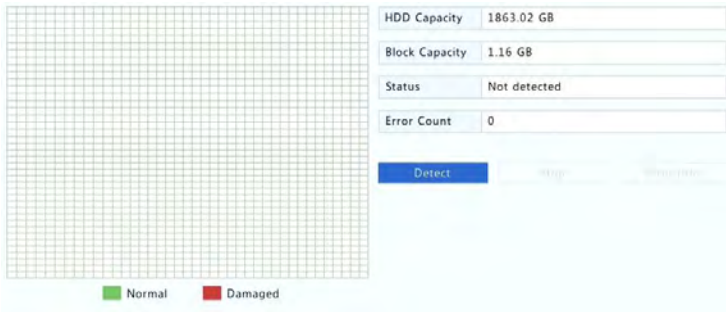 HDD Capacity 1863.02 GB
Block Capacity 1.16 GB
Status Not detected
Error Count 0
Detect
Normal Damaged